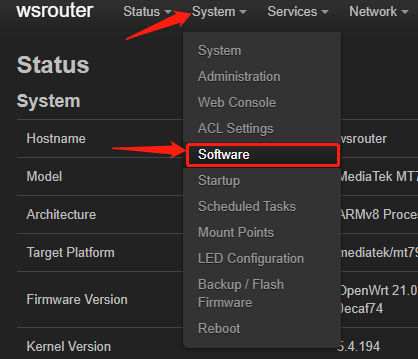 wsrouter Status System Services Network
Status
System
System
Administration
Web Console
ACL Settings
Software
Startup
Scheduled Tasks
Mount Points
LED Configuration
Backup / Flash
Firmware
Reboot
Hostname wsrouter
Model MediaTek MT7
Architecture ARMv8 Proce
Target Platform mediatek/mt79
Firmware Version OpenWrt 21.0
0ecaf74
Kernel Version 5.4.194